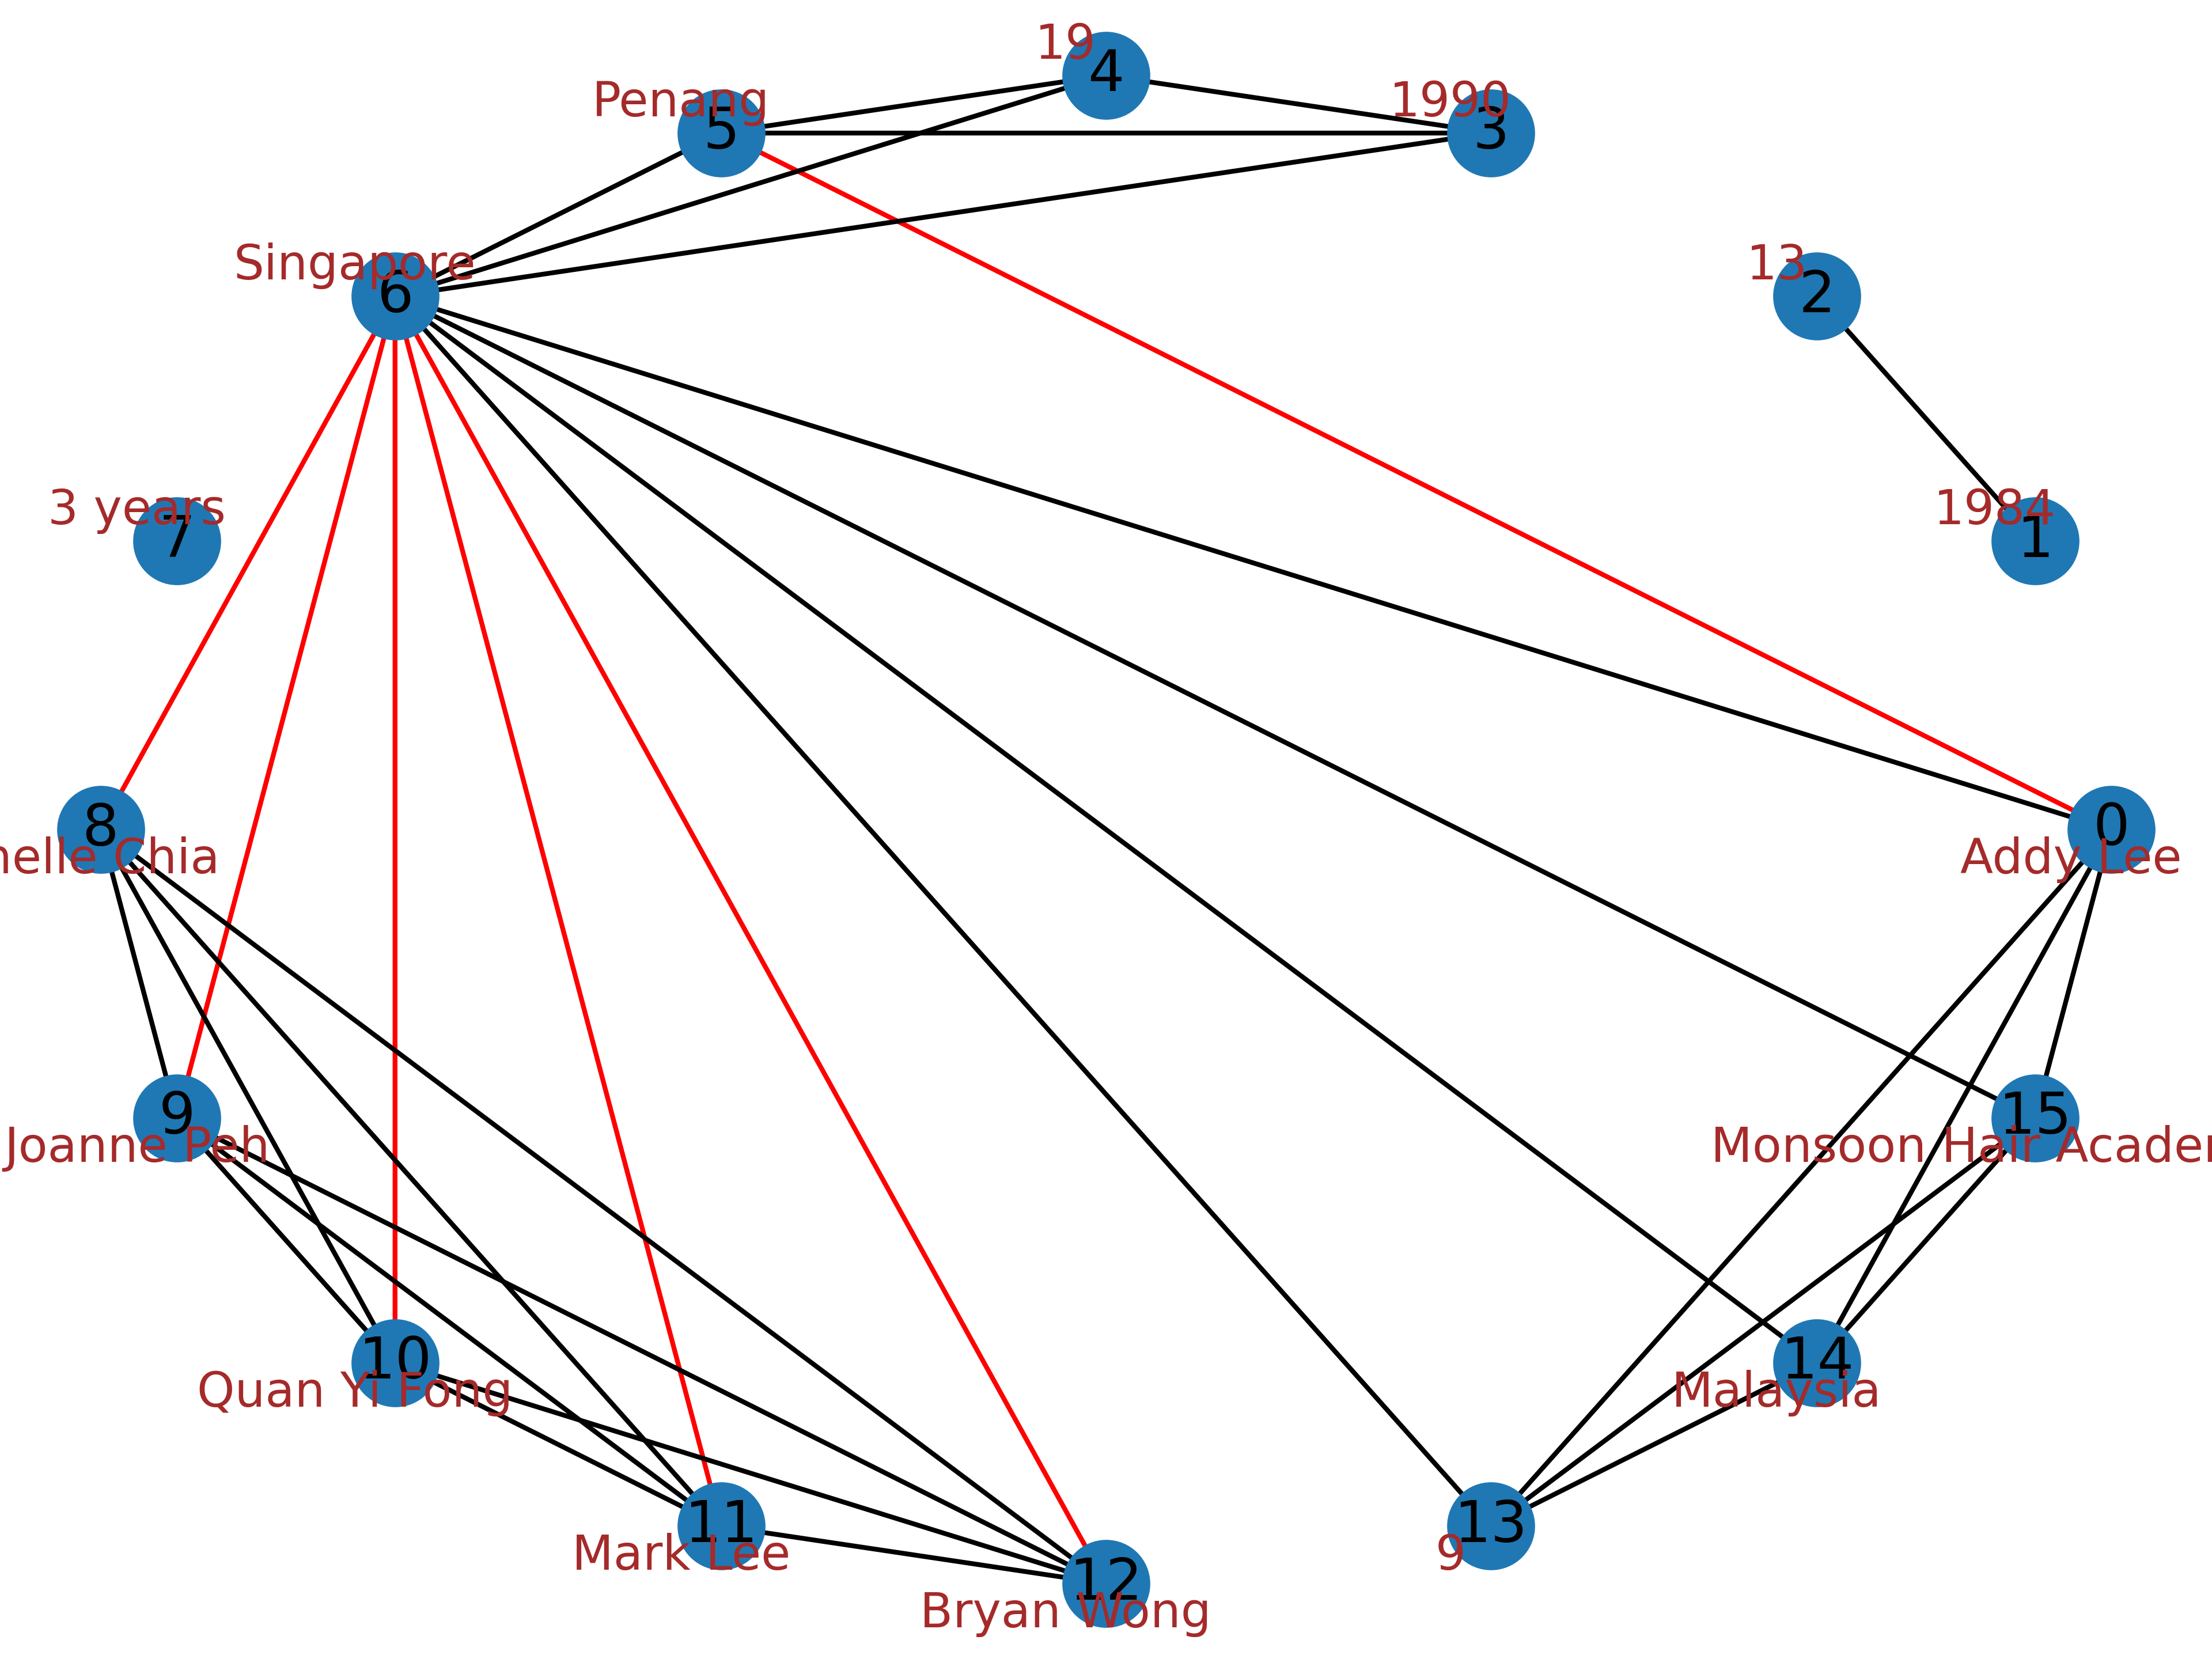 19
4
Penang
5
1990
3
Singapore
6
13
2
3 years
7
1984
1
8
nelle Chia
0
Addy Lee
9
Joanne Peh
15
Monsoon Hair Acader
10
Quan Yi Fong
14
Malaysia
11
Mark Lee
13
9
12
Bryan Wong